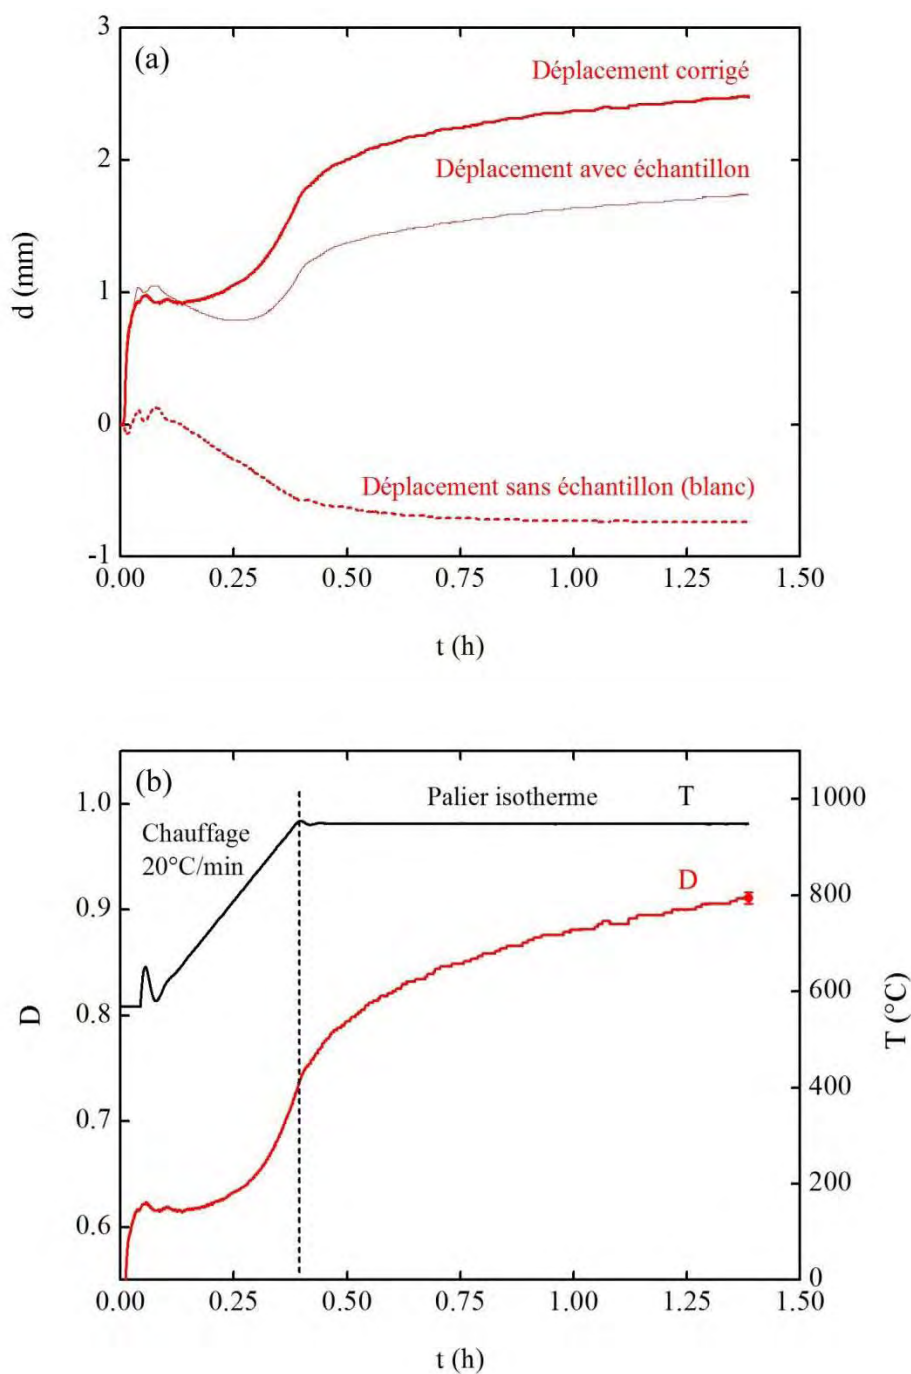 3
(a)
Déplacement corrigé
2
Déplacement avec échantillon
d (mm)
1
0
Déplacement sans échantillon (blanc)
-1
0.00 0.25 0.50 0.75 1.00 1.25 1.50
t (h)
(b)
1.0
Palier isotherme
T
1000
Chauffage
20°C/min
D
0.9
800
0.8
600
D
T (°C)
0.7
400
200
0.6
0
0.00 0.25 0.50 0.75 1.00 1.25 1.50
t (h)